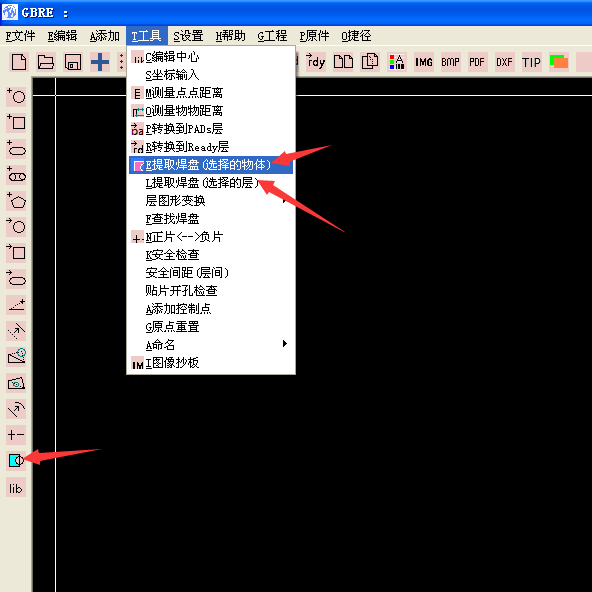 GBRE :
F文件 E编辑 A添加 T工具 S设置 H帮助 G工程 P原件 Q捷径
rdy IMG BMP PDF DXF TIP
C编辑中心
S坐标输入
M测量点点距离
O测量物物距离
P转换到PADs层
R转换到Ready层
E提取焊盘(选择的物体)
L提取焊盘(选择的层)
层图形变换
F查找焊盘
N正片<-->负片
K安全检查
安全间距(层间)
贴片开孔检查
A添加控制点
G原点重置
A命名
I图像抄板
lib